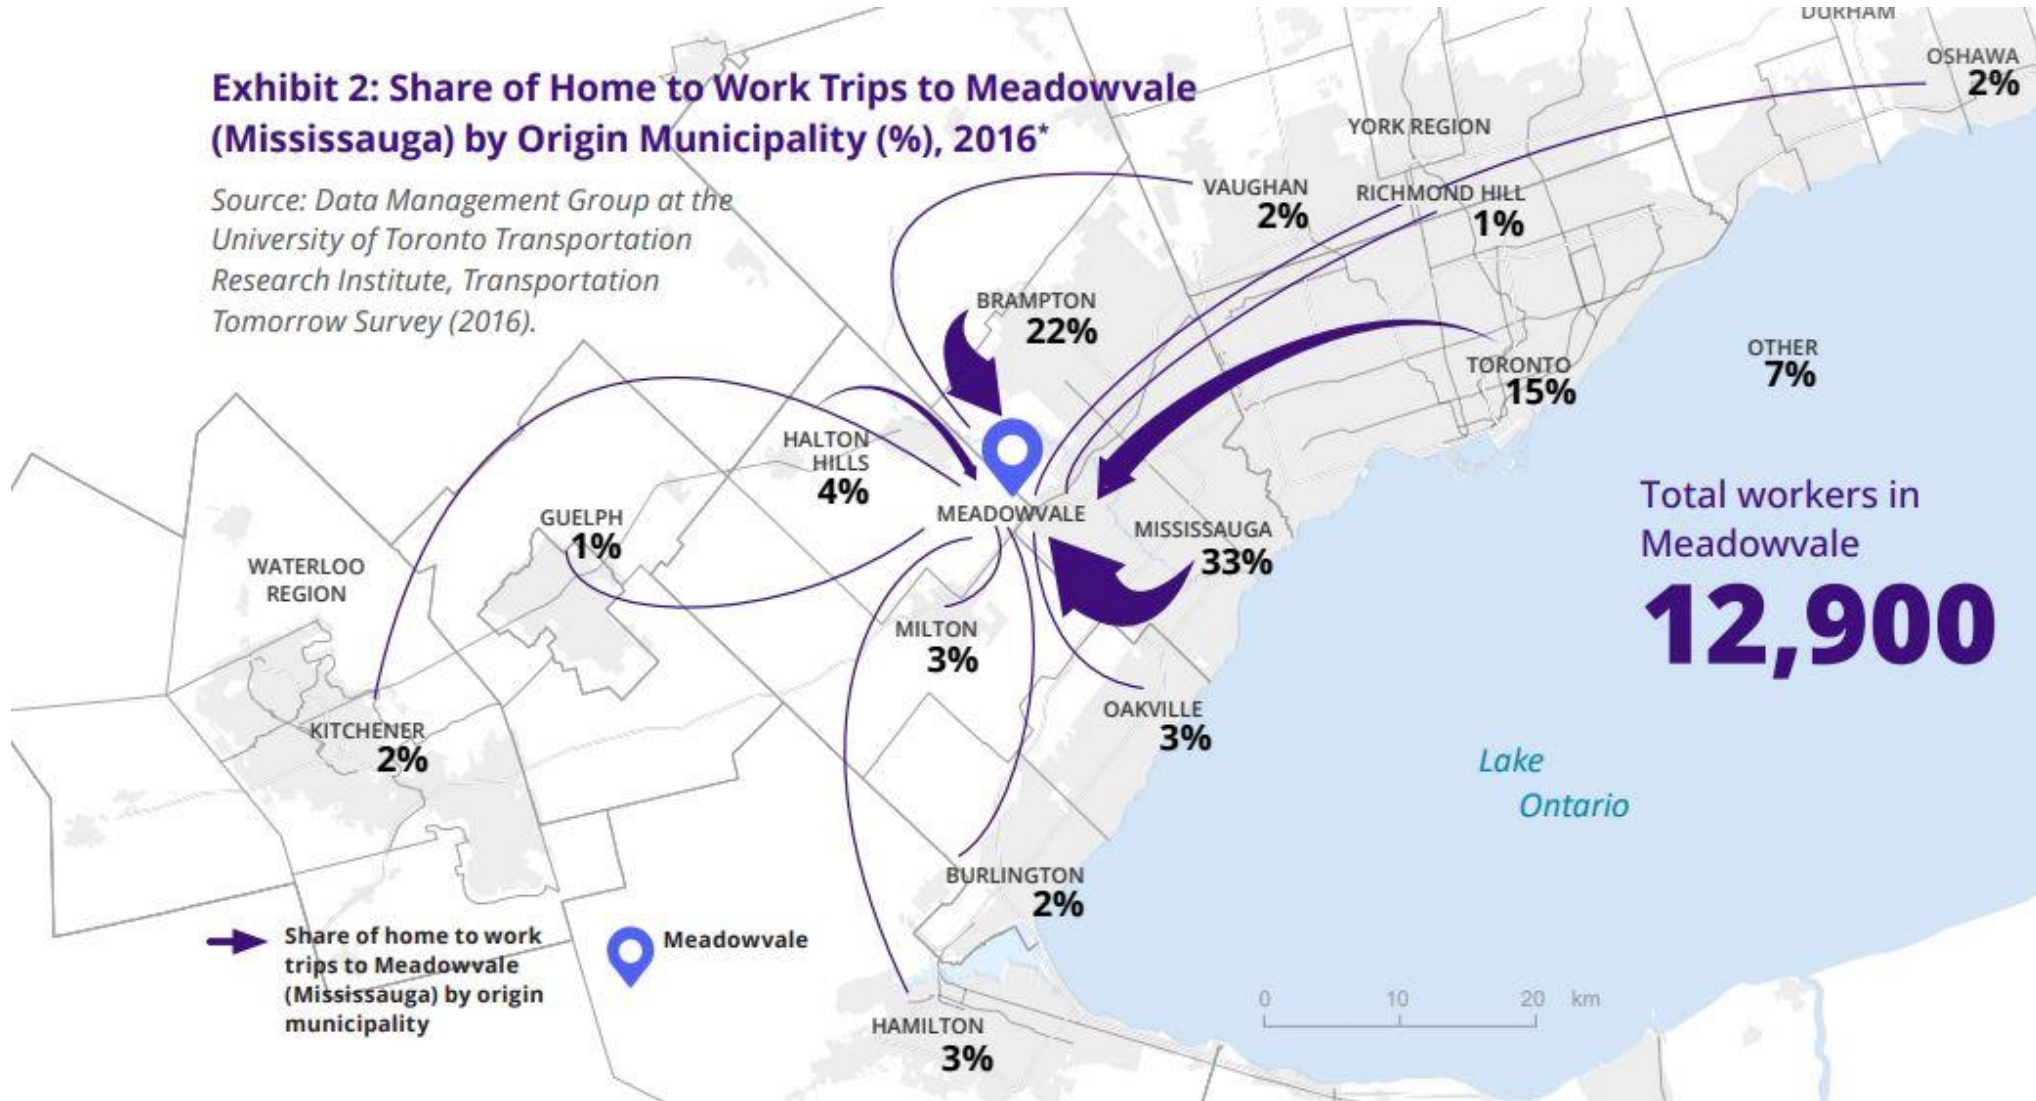 DURHAM
OSHAWA
2%
Exhibit 2: Share of Home to Work Trips to Meadowvale
(Mississauga) by Origin Municipality (%), 2016*
YORK REGION
Source: Data Management Group at the
University of Toronto Transportation
Research Institute, Transportation
Tomorrow Survey (2016).
VAUGHAN
2%
RICHMOND HILL
1%
BRAMPTON
22%
TORONTO
15%
OTHER
7%
HALTON
HILLS
4%
MEADOWVALE
MISSISSAUGA
33%
GUELPH
1%
WATERLOO
REGION
Total workers in
Meadowvale
12,900
MILTON
3%
OAKVILLE
3%
KITCHENER
2%
Lake
Ontario
BURLINGTON
2%
Share of home to work
trips to Meadowvale
(Mississauga) by origin
municipality
Meadowvale
HAMILTON
3%
0 10 20 km